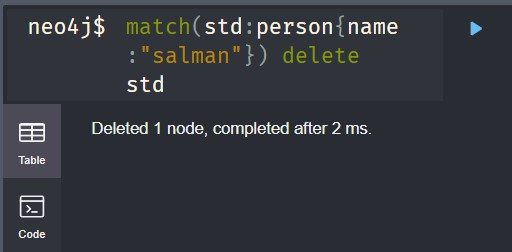 neo4j$ match(std:person{name
:"salman"}) delete
std
Deleted 1 node, completed after 2 ms.
Table
Code